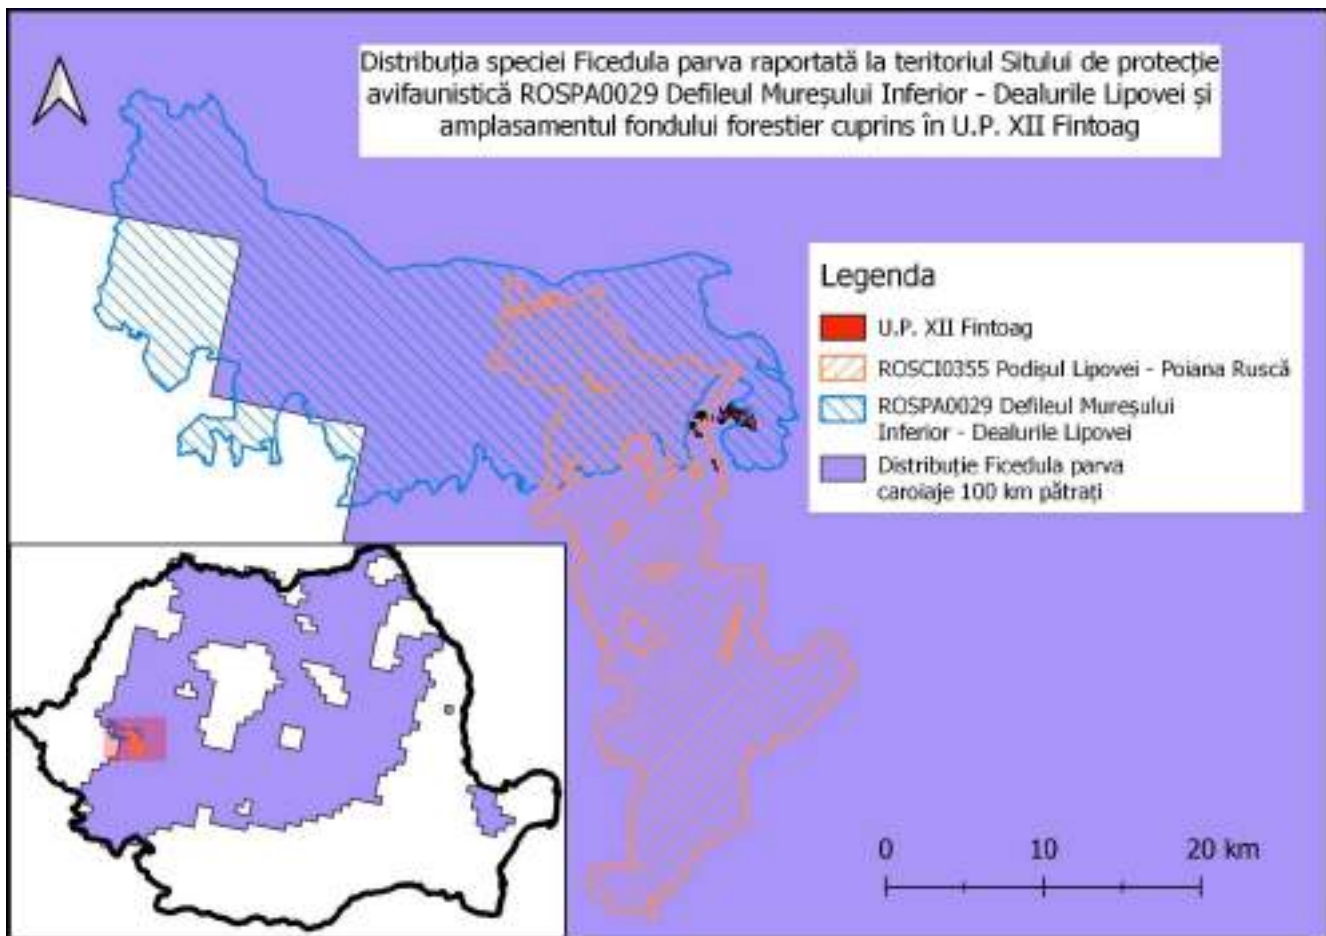 Distribuția speciei Ficedula parva raportată la teritoriul Sitului de protecție
avifaunistică ROSPA0029 Defileul Mureșului Inferior - Dealurile Lipovei și
amplasamentul fondului forestier cuprins în U.P. XII Fintoag
Legenda
U.P. XII Fintoag
ROSCI0355 Podișul Lipovei - Poiana Ruscă
ROSPA0029 Defileul Mureșului
Inferior - Dealurile Lipovei
Distribuție Ficedula parva
caroiaje 100 km pătrați
0 10 20 km